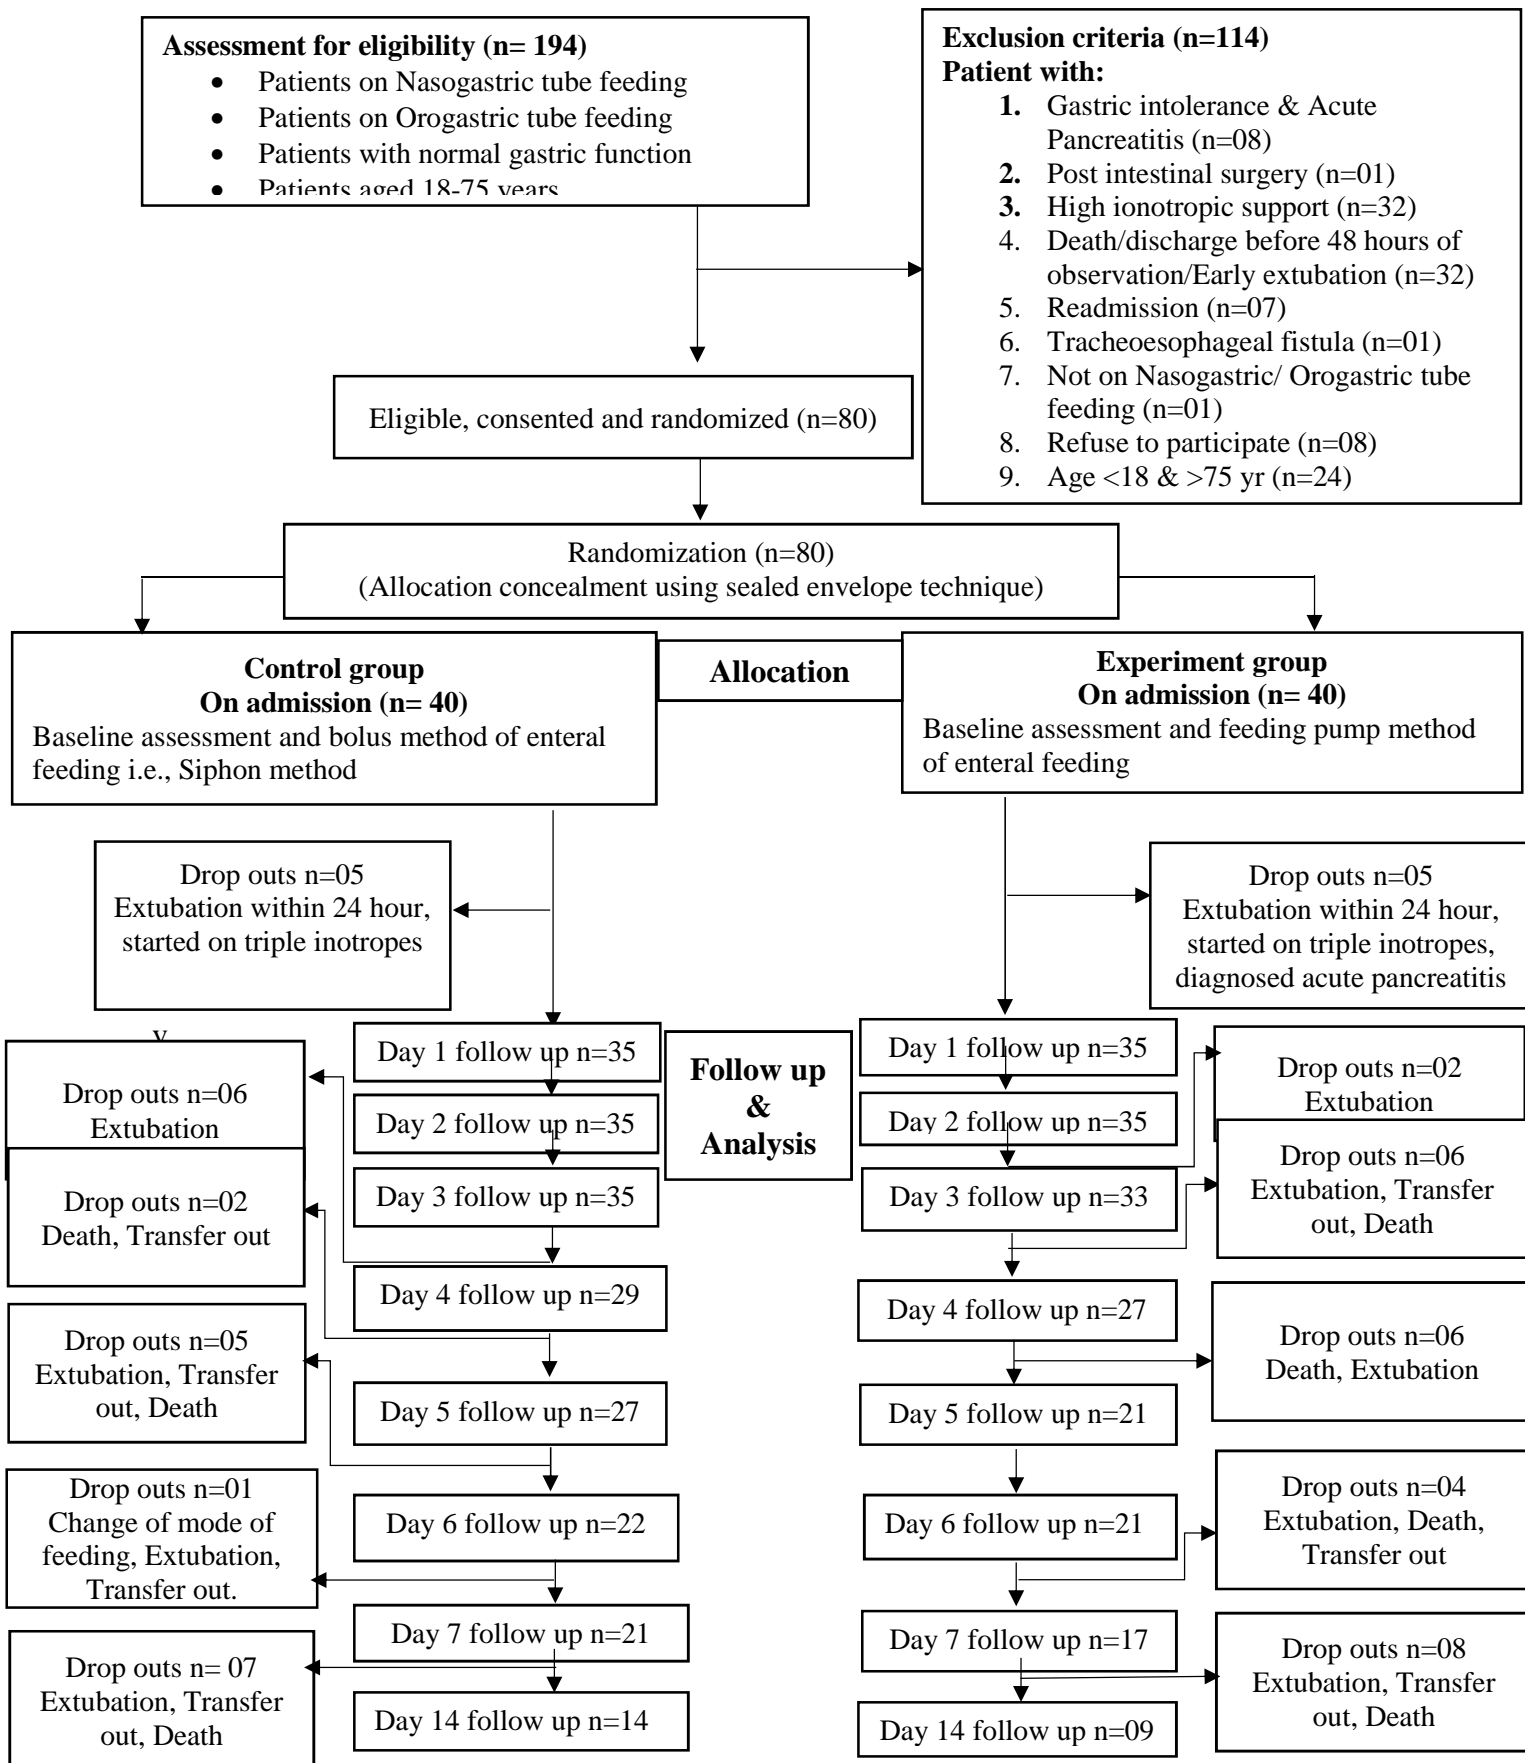 Assessment for eligibility (n= 194)
• Patients on Nasogastric tube feeding
• Patients on Orogastric tube feeding
• Patients with normal gastric function
• Patients aged 18-75 years
Exclusion criteria (n=114)
Patient with:
1. Gastric intolerance & Acute
Pancreatitis (n=08)
2. Post intestinal surgery (n=01)
3. High ionotropic support (n=32)
4. Death/discharge before 48 hours of
observation/Early extubation (n=32)
5. Readmission (n=07)
6. Tracheoesophageal fistula (n=01)
7. Not on Nasogastric/ Orogastric tube
feeding (n=01)
8. Refuse to participate (n=08)
9. Age <18 & >75 yr (n=24)
Eligible, consented and randomized (n=80)
Randomization (n=80)
(Allocation concealment using sealed envelope technique)
Control group
On admission (n= 40)
Baseline assessment and bolus method of enteral
feeding i.e., Siphon method
Allocation
Experiment group
On admission (n= 40)
Baseline assessment and feeding pump method
of enteral feeding
Drop outs n=05
Extubation within 24 hour,
started on triple inotropes
Drop outs n=05
Extubation within 24 hour,
started on triple inotropes,
diagnosed acute pancreatitis
v
Drop outs n=06
Extubation
Day 1 follow up n=35
Day 2 follow up n=35
Follow up
&
Analysis
Day 1 follow up n=35
Day 2 follow up n=35
Drop outs n=02
Extubation
Drop outs n=02
Death, Transfer out
Day 3 follow up n=35
Day 3 follow up n=33
Drop outs n=06
Extubation, Transfer
out, Death
Day 4 follow up n=29
Day 4 follow up n=27
Drop outs n=05
Extubation, Transfer
out, Death
Day 5 follow up n=27
Day 5 follow up n=21
Drop outs n=06
Death, Extubation
Drop outs n=01
Change of mode of
feeding, Extubation,
Transfer out.
Day 6 follow up n=22
Day 6 follow up n=21
Drop outs n=04
Extubation, Death,
Transfer out
Day 7 follow up n=21
Day 7 follow up n=17
Drop outs n= 07
Extubation, Transfer
out, Death
Day 14 follow up n=14
Day 14 follow up n=09
Drop outs n=08
Extubation, Transfer
out, Death